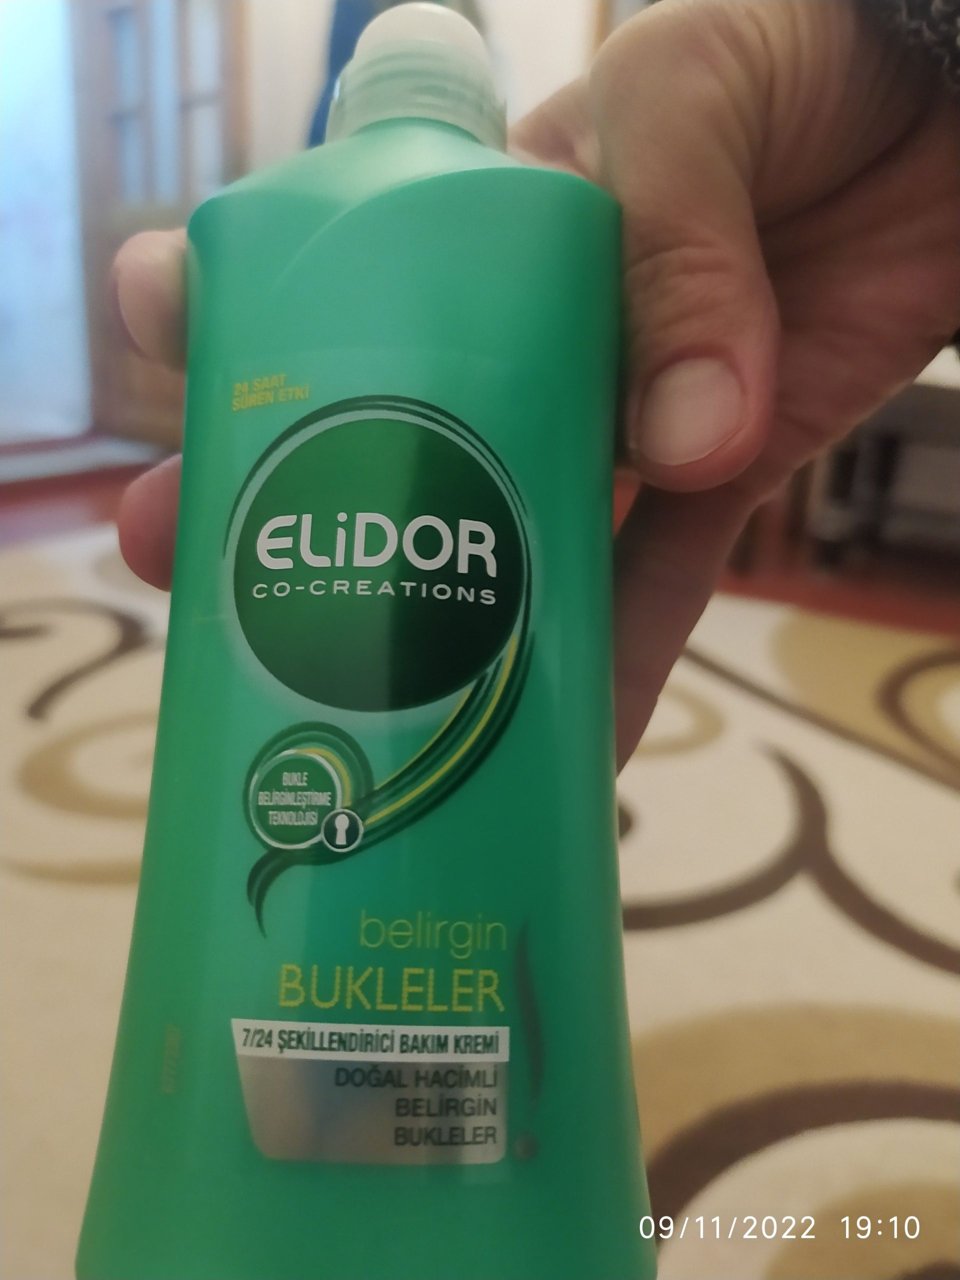 24 SAAT
SÜREN ETKİ
ELiDOR
CO-CREATIONS
BUKLE
BELİRGİNLEŞTİRME
TEKNOLOJİSİ
belirgin
BUKLELER
7/24 ŞEKİLLENDİRİCİ BAKIM KREMİ
DOĞAL HACİMLİ
BELİRGİN
BUKLELER
09/11/2022 19:10